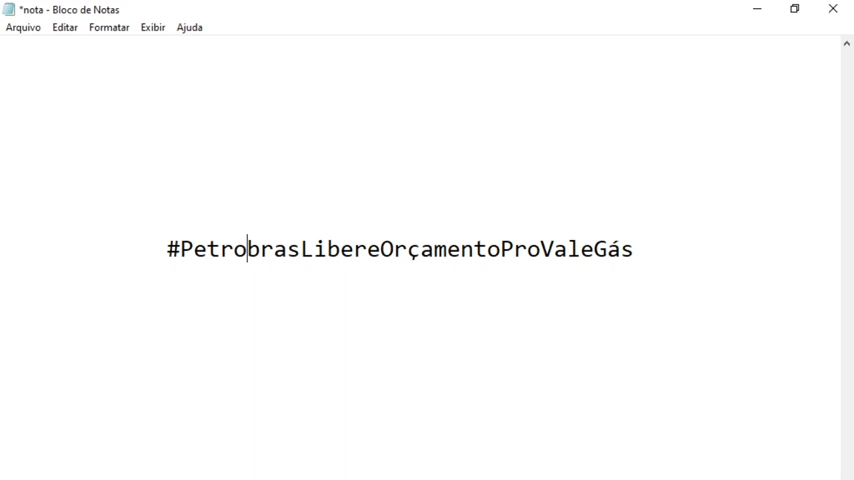 *nota - Bloco de Notas
Arquivo Editar Formatar Exibir Ajuda
#PetrobrasLibereOrçamentoProValeGás